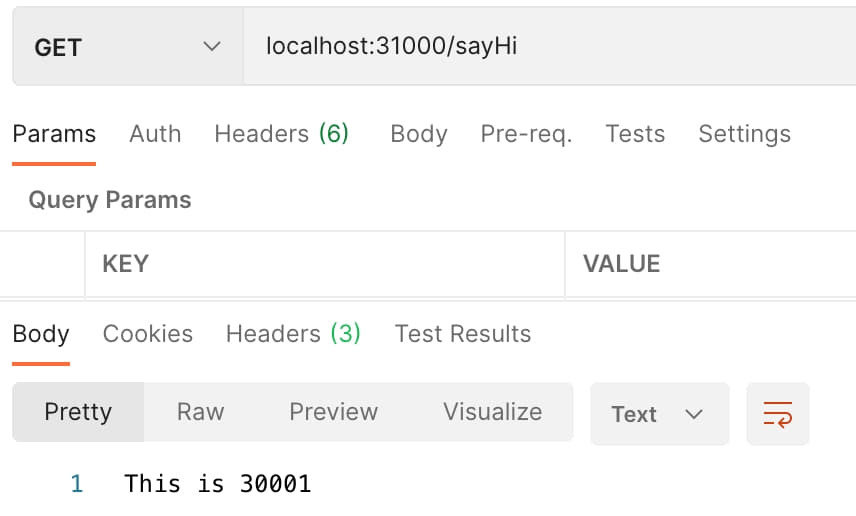 GET localhost:31000/sayHi
Params Auth Headers (6) Body Pre-req. Tests Settings
Query Params
KEY VALUE
Body Cookies Headers (3) Test Results
Pretty Raw Preview Visualize Text
1 This is 30001